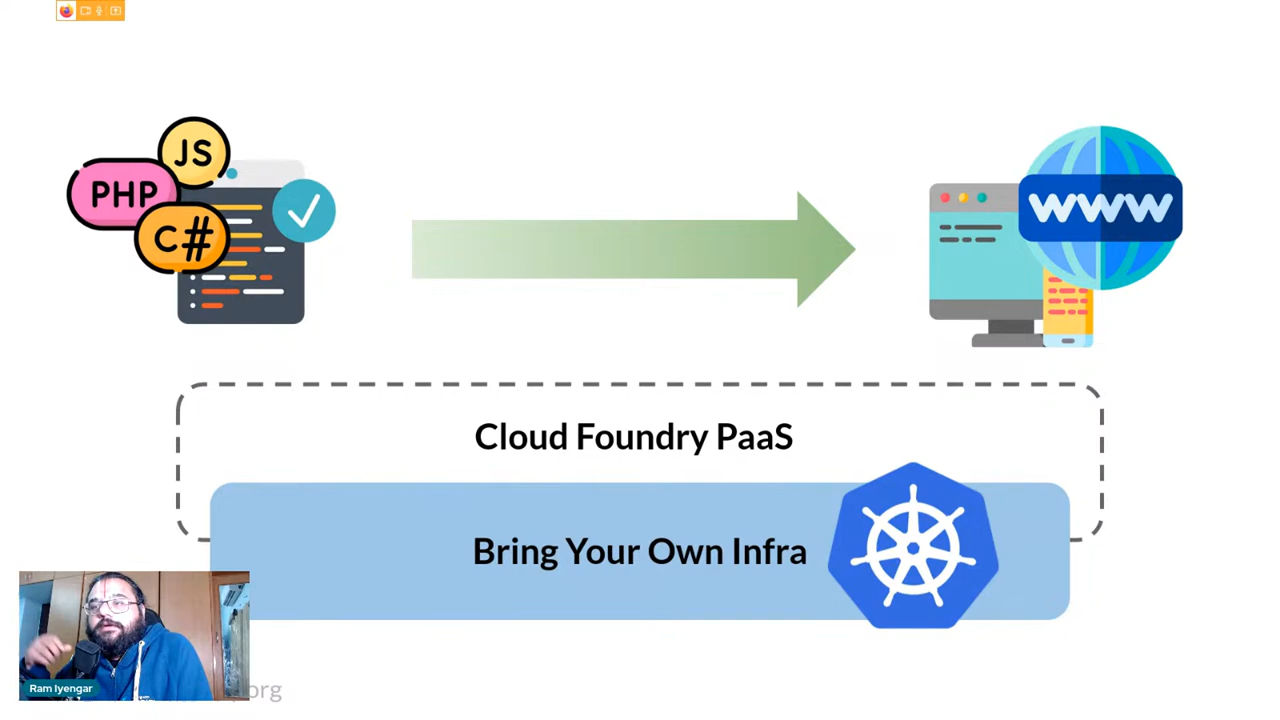 JS
PHP
C#
www
Cloud Foundry PaaS
Bring Your Own Infra
Ram Iyengar
org